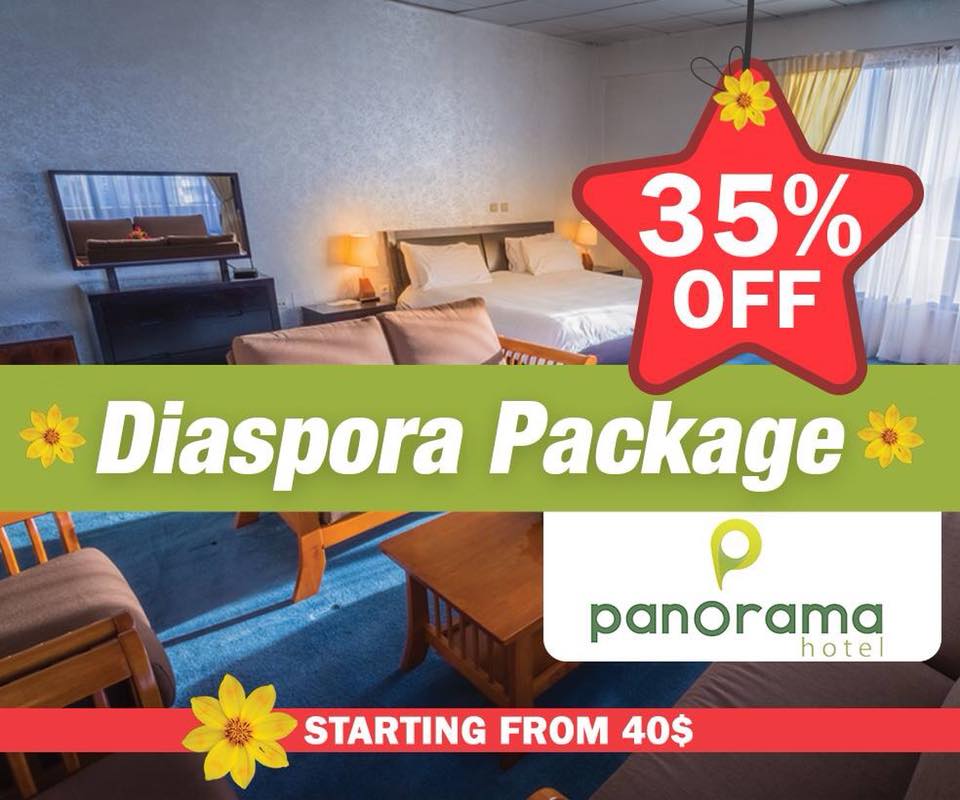 35%
OFF
Diaspora Package
panorama
hotel
STARTING FROM 40$